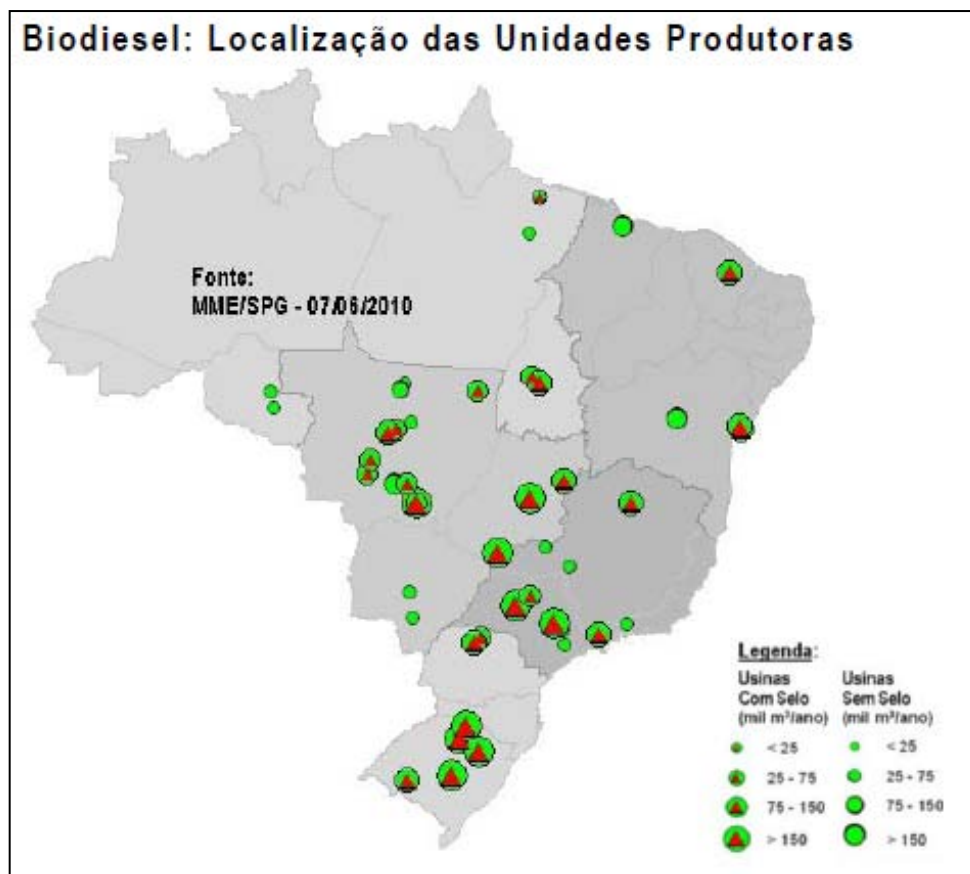 Biodiesel: Localização das Unidades Produtoras
Fonte:
MME/SPG - 07/06/2010
Legenda:
Usinas Com Selo (mil m³/ano)
< 25
25 - 75
75 - 150
> 150
Usinas Sem Selo (mil m³/ano)
< 25
25 - 75
75 - 150
> 150